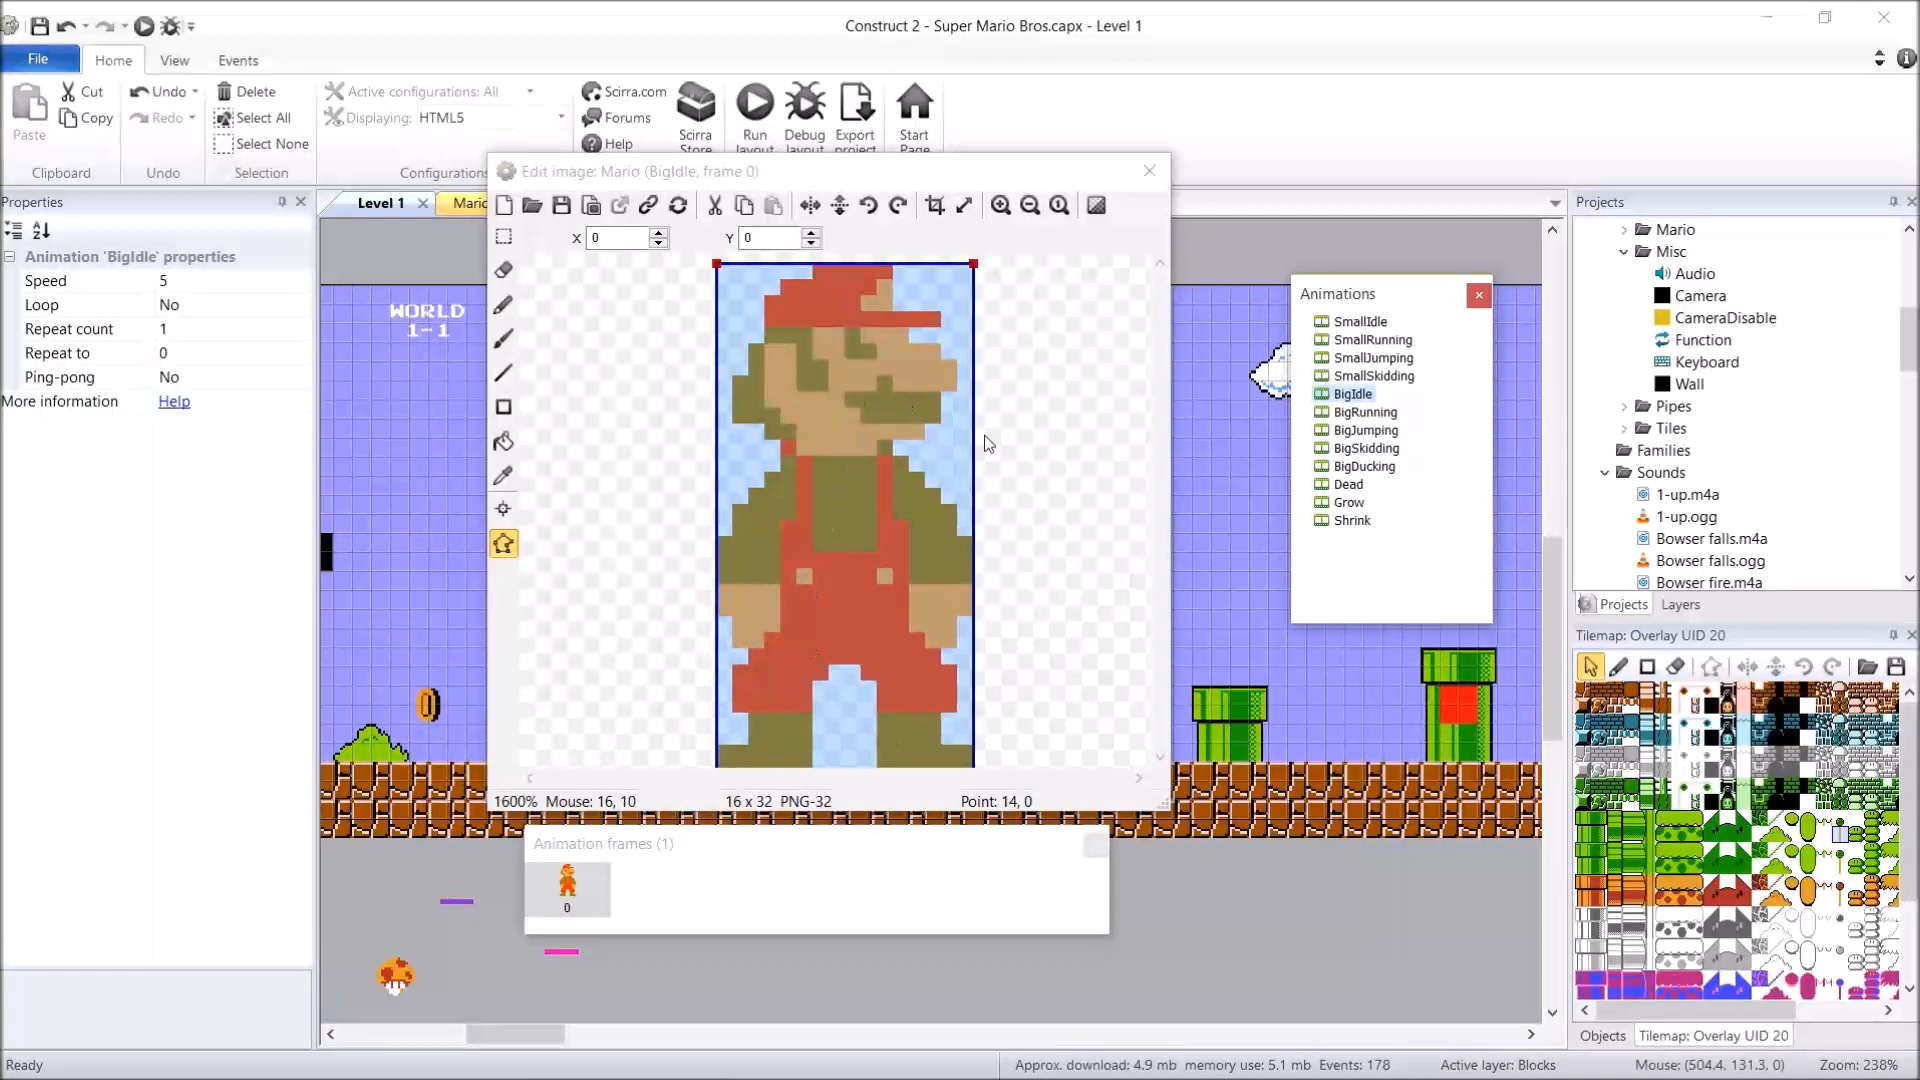 Construct 2 - Super Mario Bros.capx - Level 1
File
Home
View
Events
Paste
Cut
Copy
Clipboard
Undo
Redo
Undo
Delete
Select All
Select None
Selection
Active configurations: All
Displaying: HTML5
Configurations
Scirra.com
Forums
Help
Scirra
Store
Run
layout
Debug
layout
Export
project
Start
Page
Properties
Animation 'BigIdle' properties
Speed 5
Loop No
Repeat count 1
Repeat to 0
Ping-pong No
More information Help
Level 1
Mario
WORLD
1-1
Edit image: Mario (BigIdle, frame 0)
X 0
Y 0
1600% Mouse: 16, 10
16 x 32 PNG-32
Point: 14, 0
Animation frames (1)
0
Animations
SmallIdle
SmallRunning
SmallJumping
SmallSkidding
BigIdle
BigRunning
BigJumping
BigSkidding
BigDucking
Dead
Grow
Shrink
Projects
Mario
Misc
Audio
Camera
CameraDisable
Function
Keyboard
Wall
Pipes
Tiles
Families
Sounds
1-up.m4a
1-up.ogg
Bowser falls.m4a
Bowser falls.ogg
Bowser fire.m4a
Projects
Layers
Tilemap: Overlay UID 20
Objects
Tilemap: Overlay UID 20
Ready
Approx. download: 4.9 mb memory use: 5.1 mb Events: 178
Active layer: Blocks
Mouse: (504.4, 131.3, 0)
Zoom: 238%